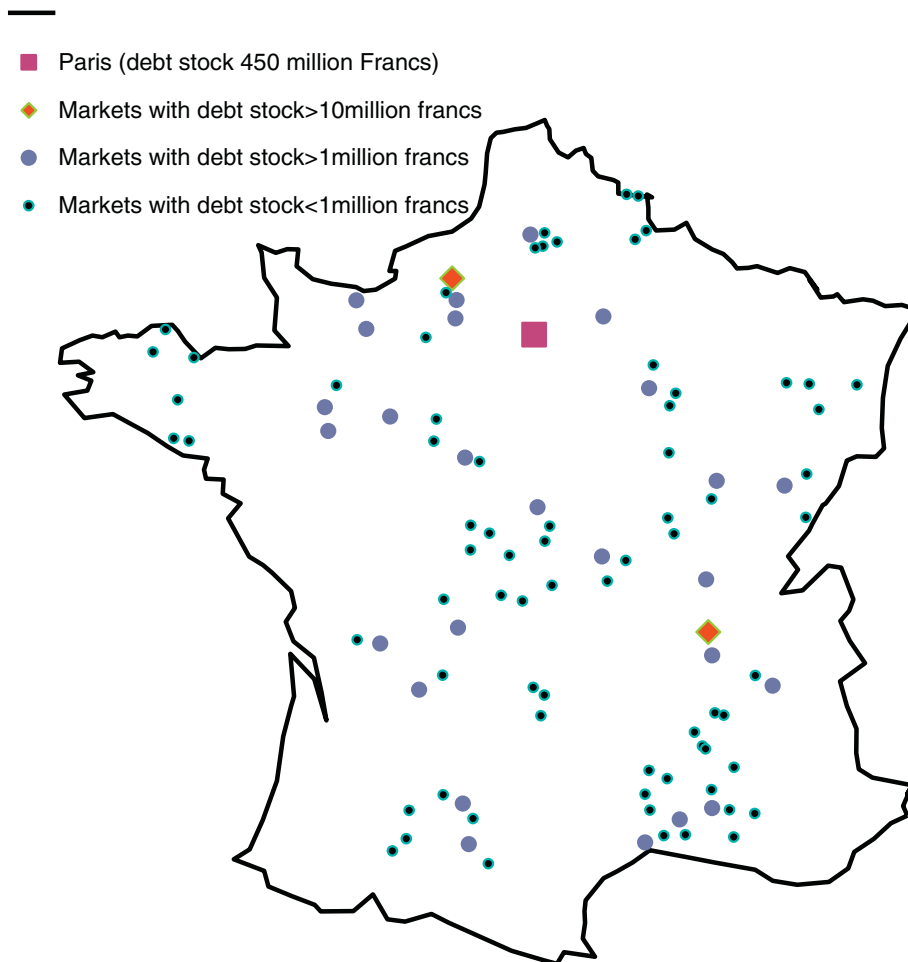 Paris (debt stock 450 million Francs)
Markets with debt stock>10million francs
Markets with debt stock>1million francs
Markets with debt stock<1million francs